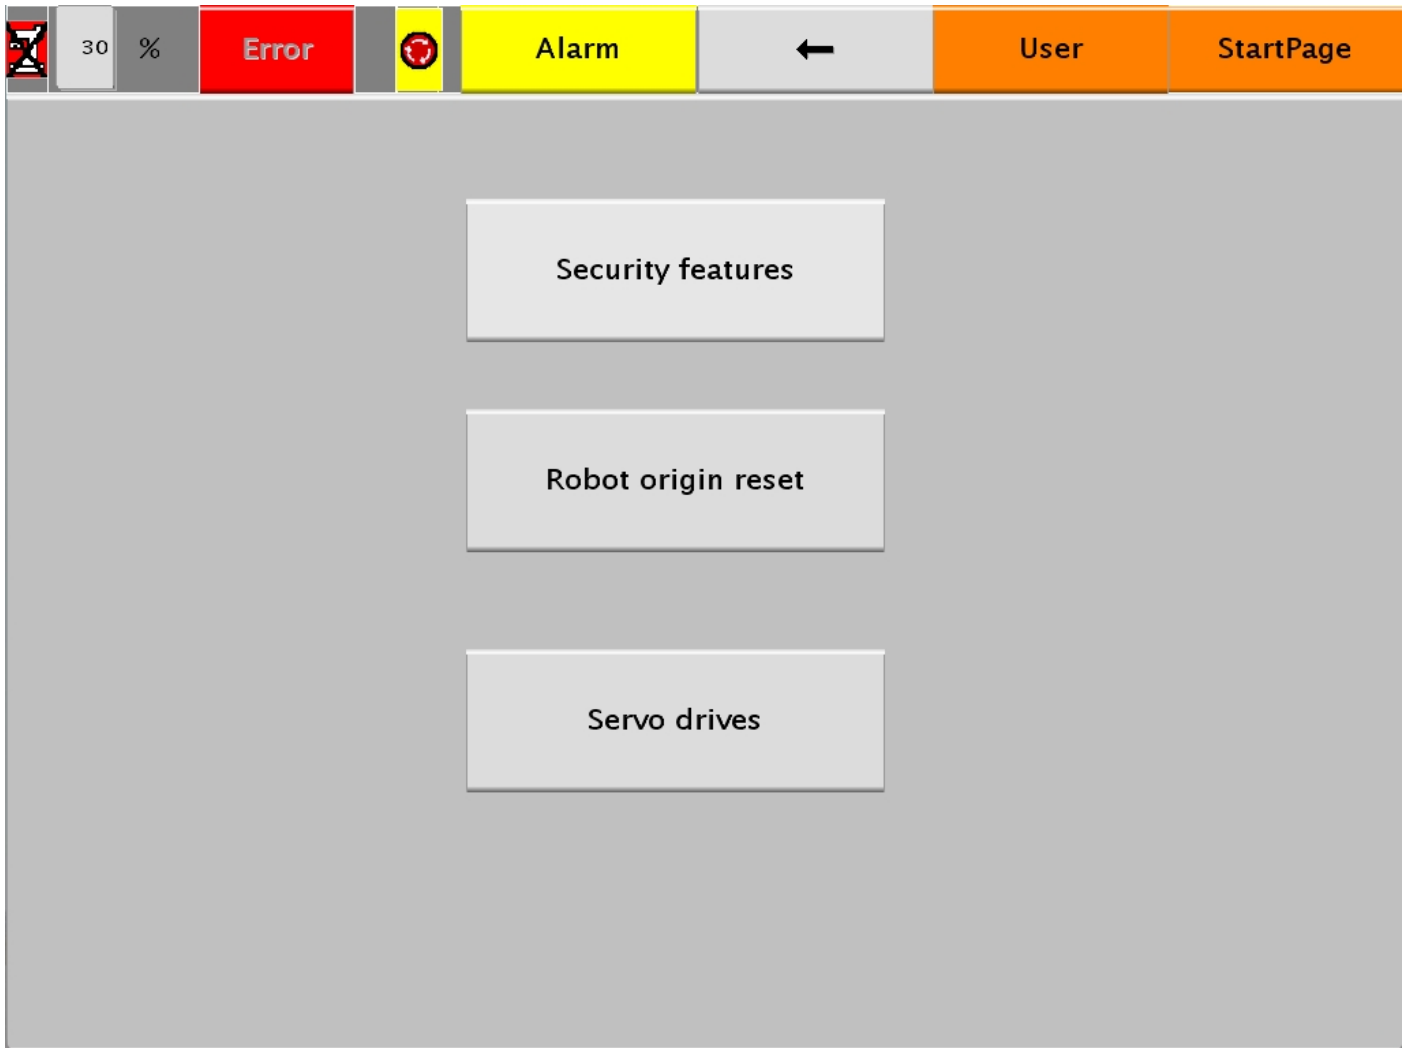 30 % Error Alarm ← User StartPage
Security features
Robot origin reset
Servo drives